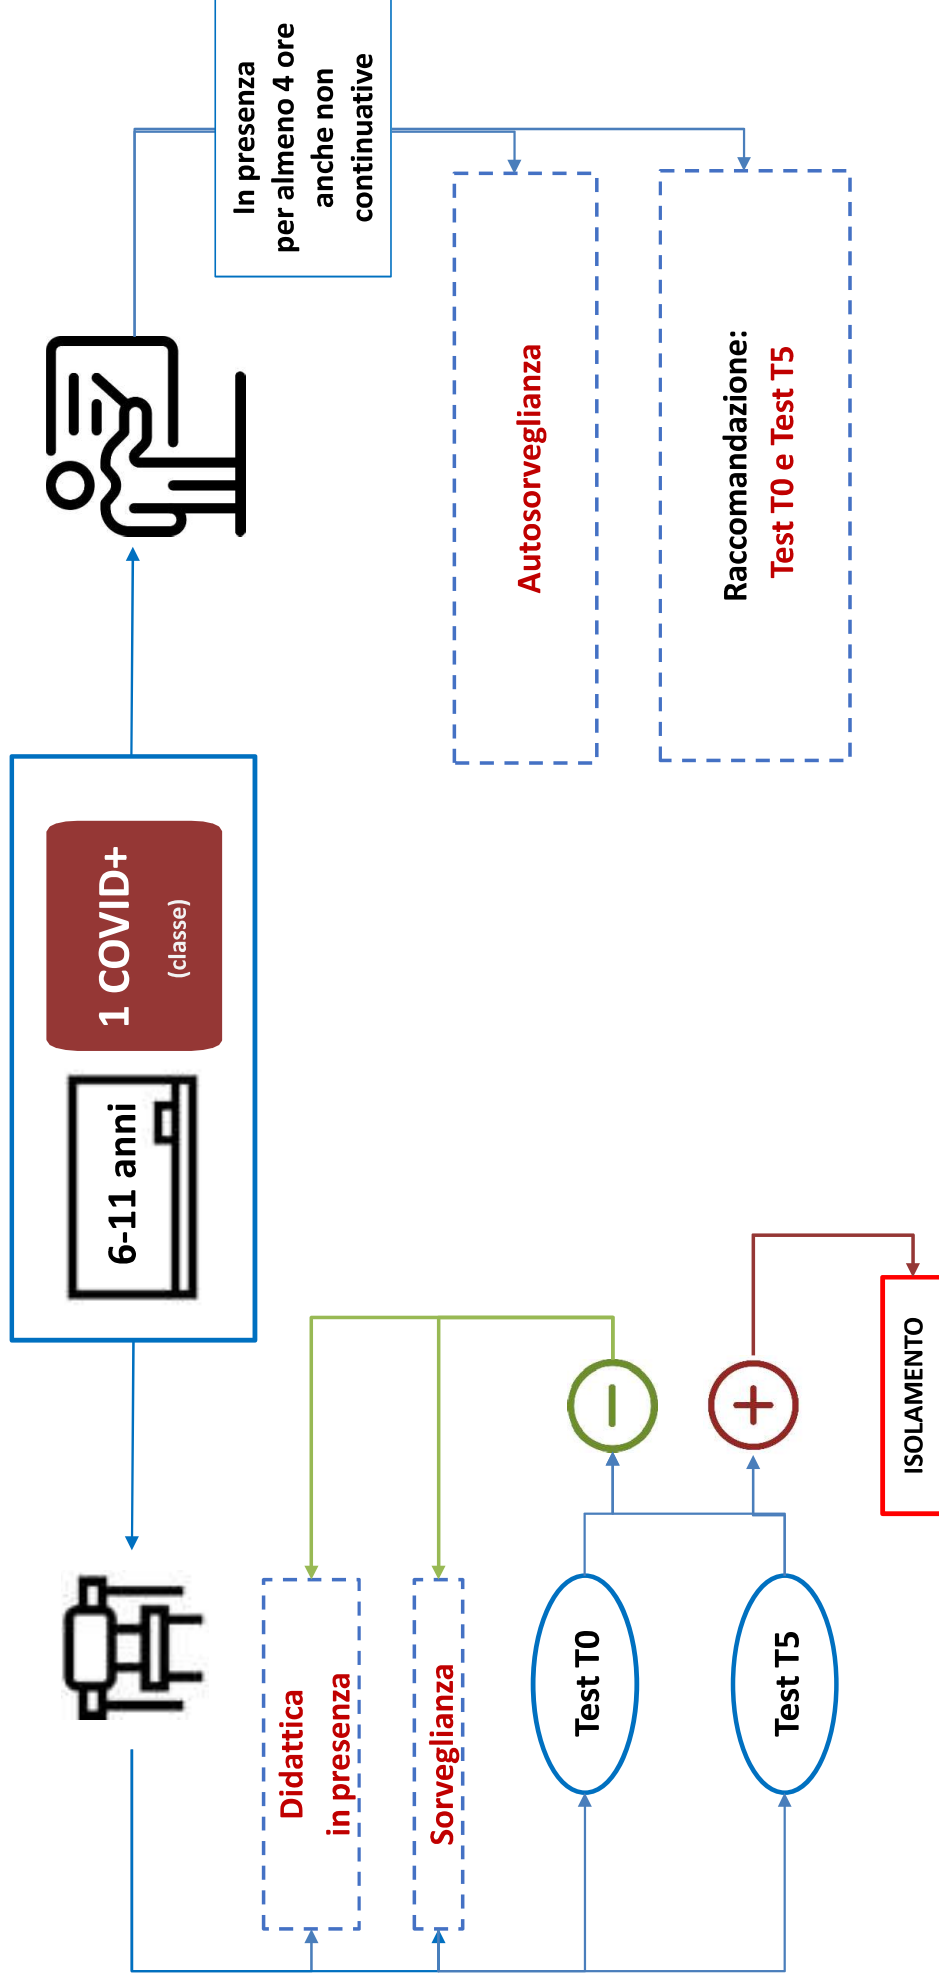 6-11 anni
1 COVID+
(classe)
In presenza
per almeno 4 ore
anche non
continuative
Didattica
in presenza
Sorveglianza
Test T0
Test T5
ISOLAMENTO
Autosorveglianza
Raccomandazione:
Test T0 e Test T5